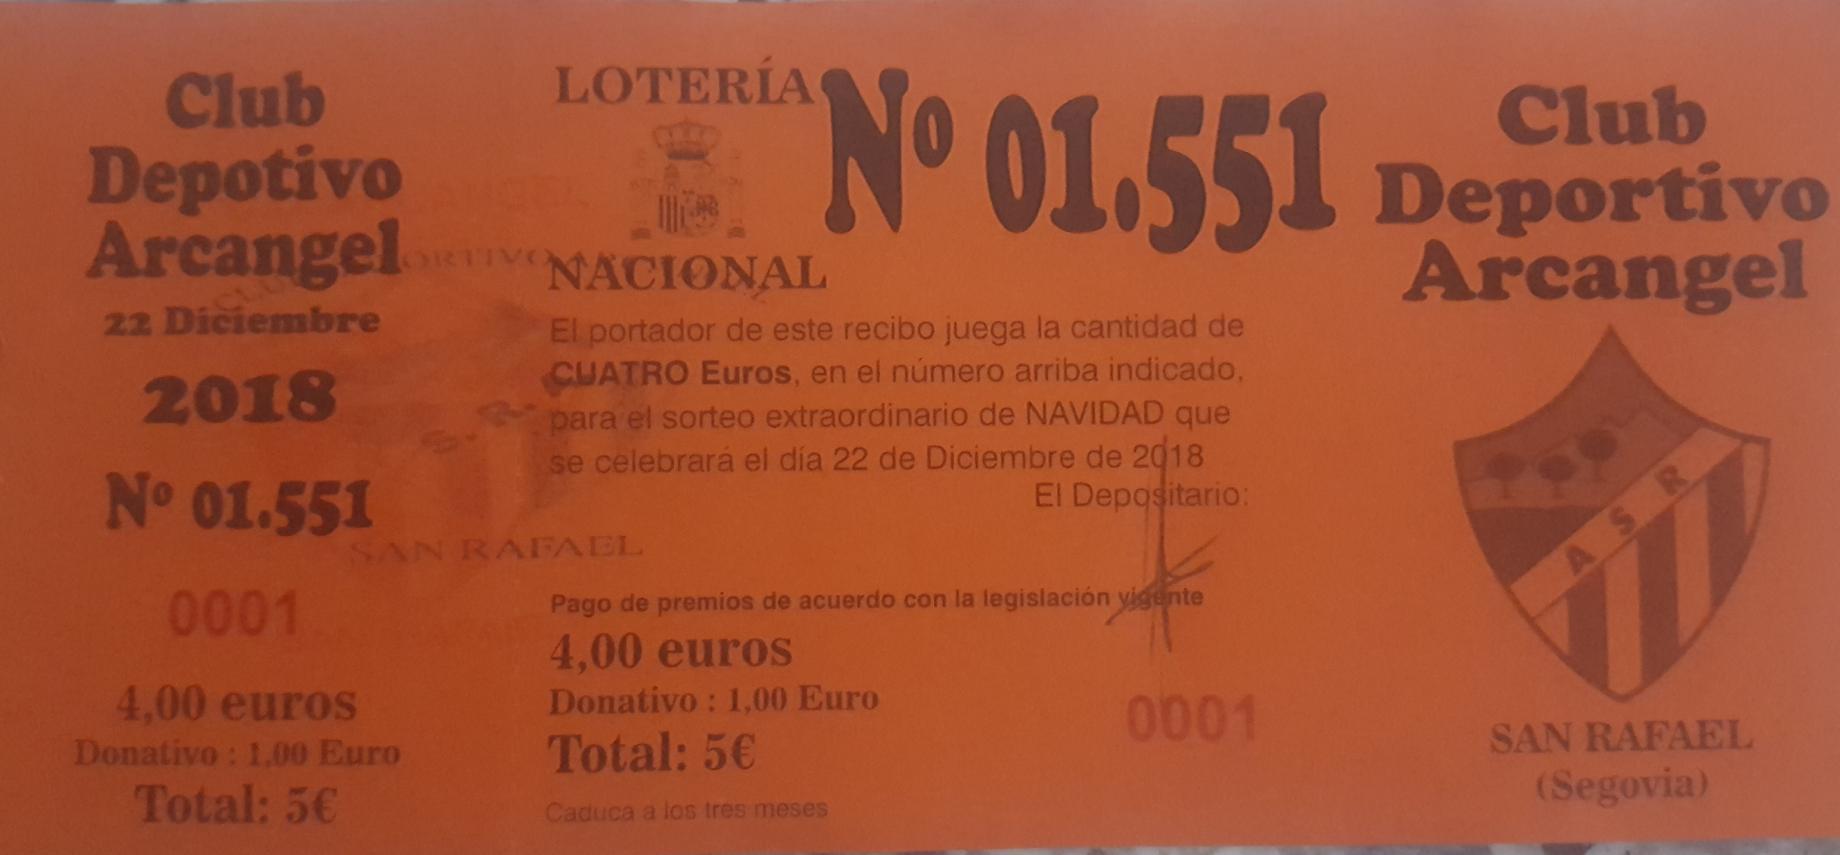 Club
Depotivo
Arcangel
22 Diciembre
2018
Nº 01.551
0001
4,00 euros
Donativo : 1,00 Euro
Total: 5€
LOTERÍA
NACIONAL
Nº 01.551
El portador de este recibo juega la cantidad de
CUATRO Euros, en el número arriba indicado,
para el sorteo extraordinario de NAVIDAD que
se celebrará el día 22 de Diciembre de 2018
El Depositario:
SAN RAFAEL
Pago de premios de acuerdo con la legislación vigente
4,00 euros
Donativo : 1,00 Euro
Total: 5€
0001
Caduca a los tres meses
Club
Deportivo
Arcangel
A S R
SAN RAFAEL
(Segovia)